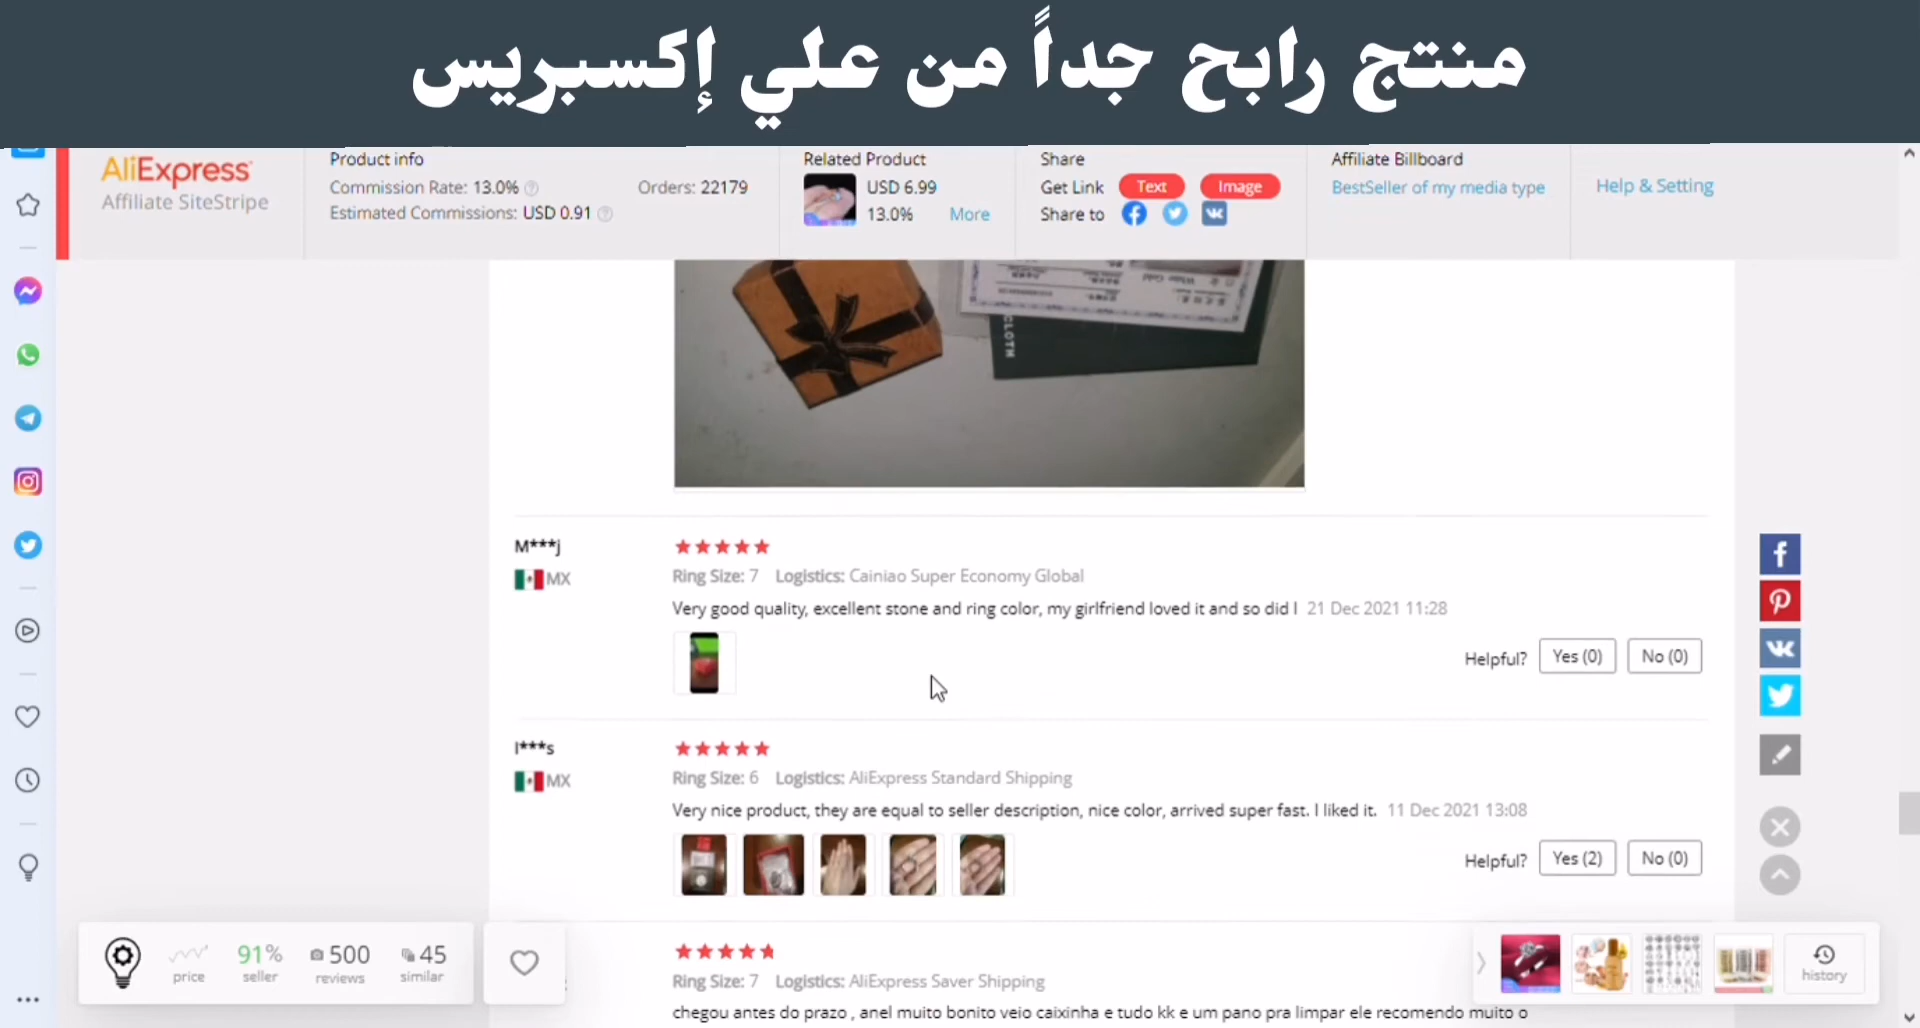 منتج رابح جداً من علي إكسبريس
AliExpress
Affiliate SiteStripe
Product info
Commission Rate: 13.0%
Orders: 22179
Estimated Commissions: USD 0.91
Related Product
USD 6.99
13.0% More
Share
Get Link Text Image
Share to
Affiliate Billboard
BestSeller of my media type
Help & Setting
White Gold
CLOTH
M***j
MX
Ring Size: 7 Logistics: Cainiao Super Economy Global
Very good quality, excellent stone and ring color, my girlfriend loved it and so did I 21 Dec 2021 11:28
Helpful? Yes (0) No (0)
I***s
MX
Ring Size: 6 Logistics: AliExpress Standard Shipping
Very nice product, they are equal to seller description, nice color, arrived super fast. I liked it. 11 Dec 2021 13:08
Helpful? Yes (2) No (0)
Ring Size: 7 Logistics: AliExpress Saver Shipping
chegou antes do prazo , anel muito bonito veio caixinha e tudo kk e um pano pra limpar ele recomendo muito o
price
91% seller
500 reviews
45 similar
history